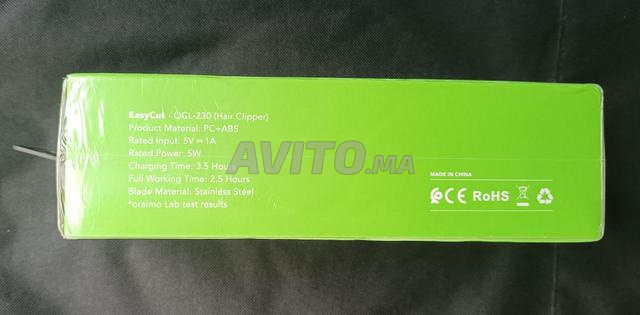 EasyCut - OGL-230 (Hair Clipper)
Product Material: PC+ABS
Rated Input: 5V⎓1A
Rated Power: 5W
Charging Time: 3.5 Hours
Full Working Time: 2.5 Hours
Blade Material: Stainless Steel
*oraimo Lab test results
AVITO.ma
MADE IN CHINA
CE RoHS